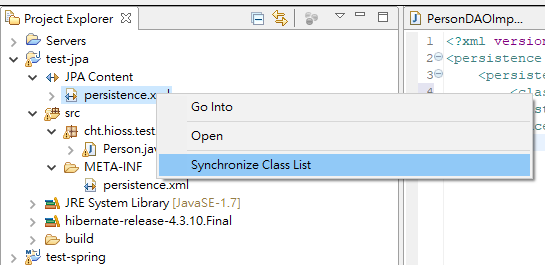 Project Explorer
Servers
test-jpa
JPA Content
persistence.xml
src
cht.hioss.test
Person.jav
META-INF
persistence.xml
JRE System Library [JavaSE-1.7]
hibernate-release-4.3.10.Final
build
test-spring
Go Into
Open
Synchronize Class List
PersonDAOImp...
1 <?xml version
2 <persistence
3 <persiste
4 <clas